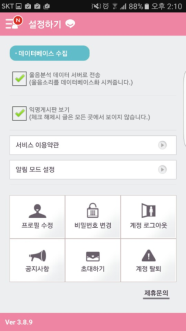 SKT
N
88% 오후 2:10
설정하기
데이터베이스 수집
울음분석 데이터 서버로 전송
(울음소리를 데이터베이스화 시켜줍니다.)
익명게시판 보기
(체크 해제시 글은 모든 곳에서 보이지 않습니다.)
서비스 이용약관
알림 모드 설정
프로필 수정
비밀번호 변경
계정 로그아웃
공지사항
초대하기
계정 탈퇴
제휴문의
Ver 3.8.9